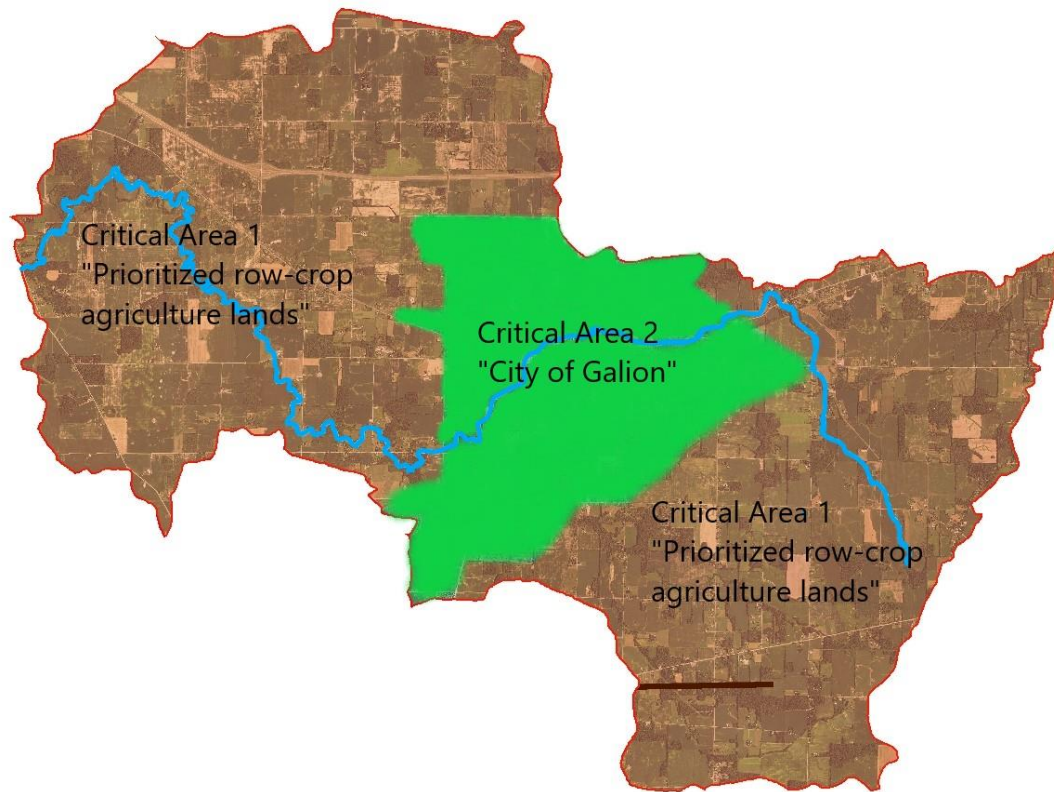 Critical Area 1
"Prioritized row-crop
agriculture lands"
Critical Area 2
"City of Galion"
Critical Area 1
"Prioritized row-crop
agriculture lands"